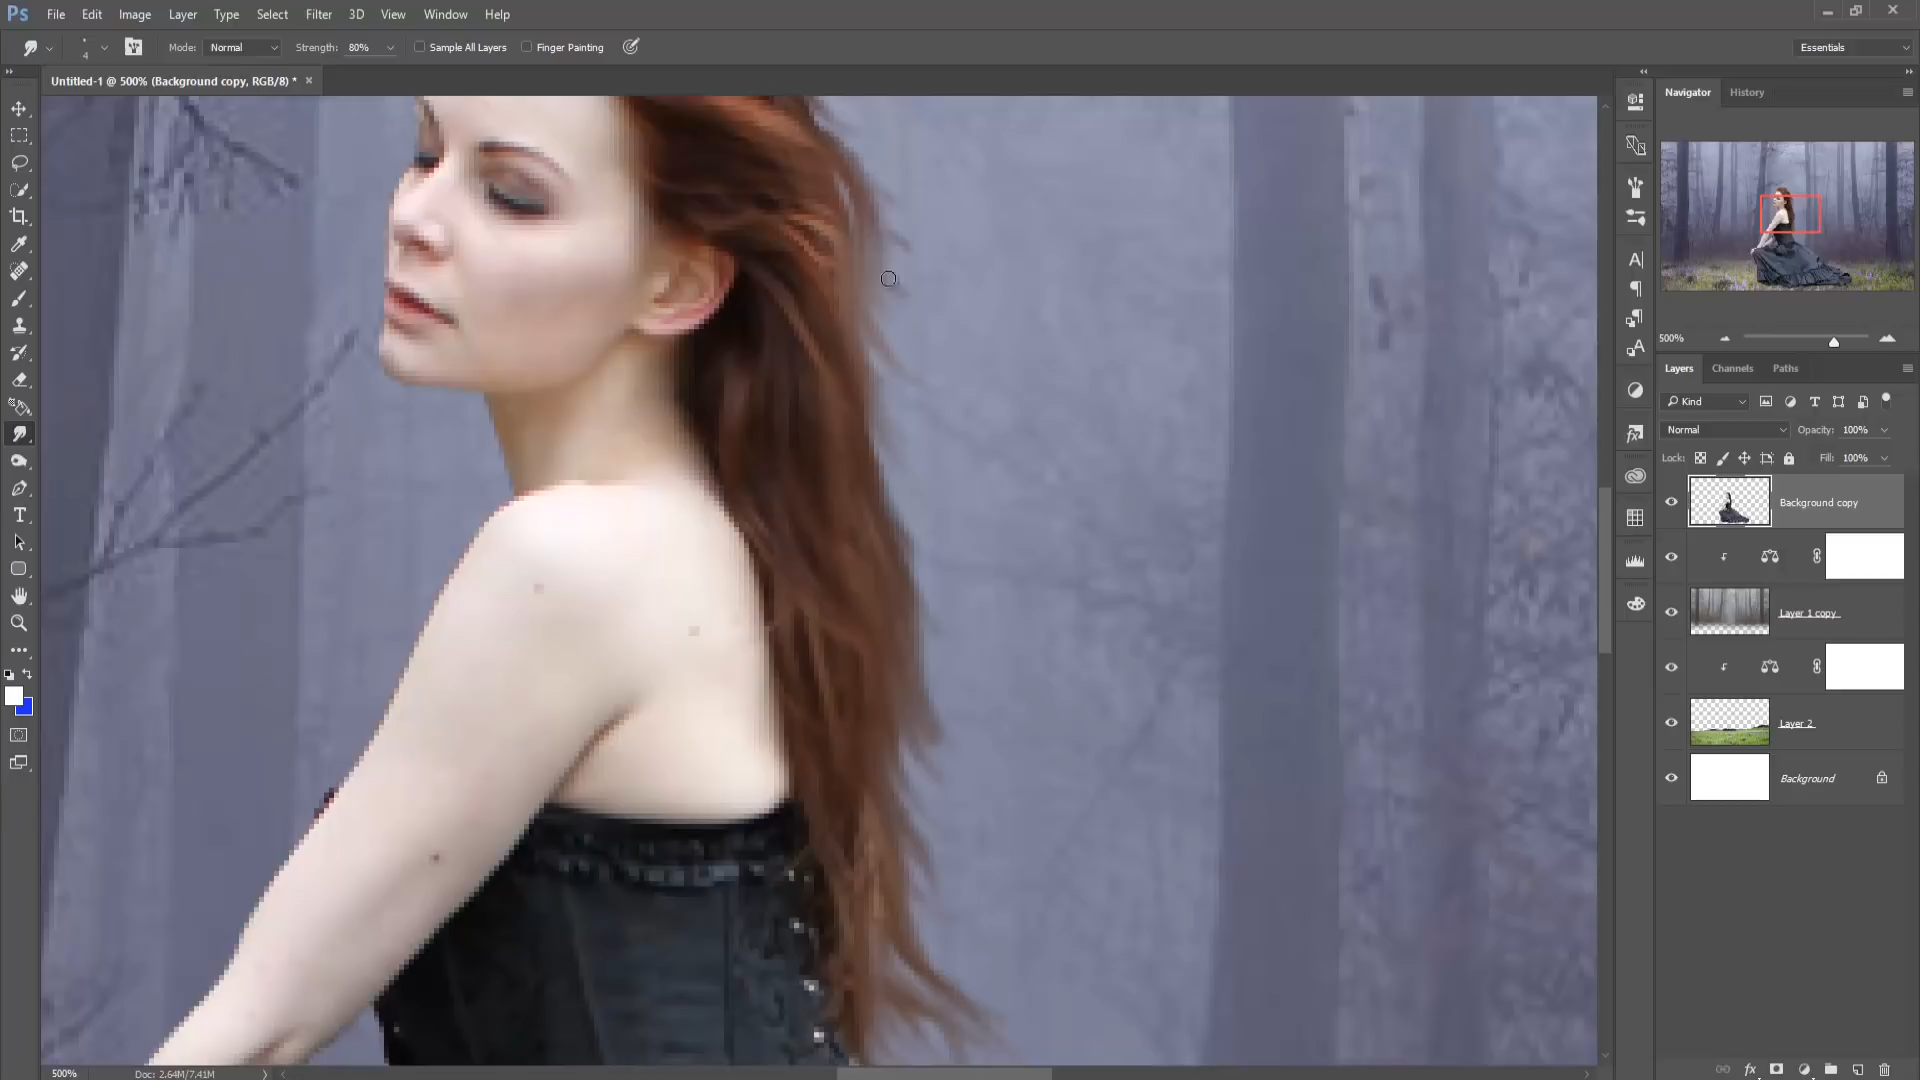 Ps File Edit Image Layer Type Select Filter 3D View Window Help
4 Mode: Normal Strength: 80% Sample All Layers Finger Painting Essentials
Untitled-1 @ 500% (Background copy, RGB/8) * ×
Navigator History
500%
Layers Channels Paths
Kind
Normal Opacity: 100%
Lock: Fill: 100%
Background copy
Layer 1 copy
Layer 2
Background
500% Doc: 2.64M/7.41M